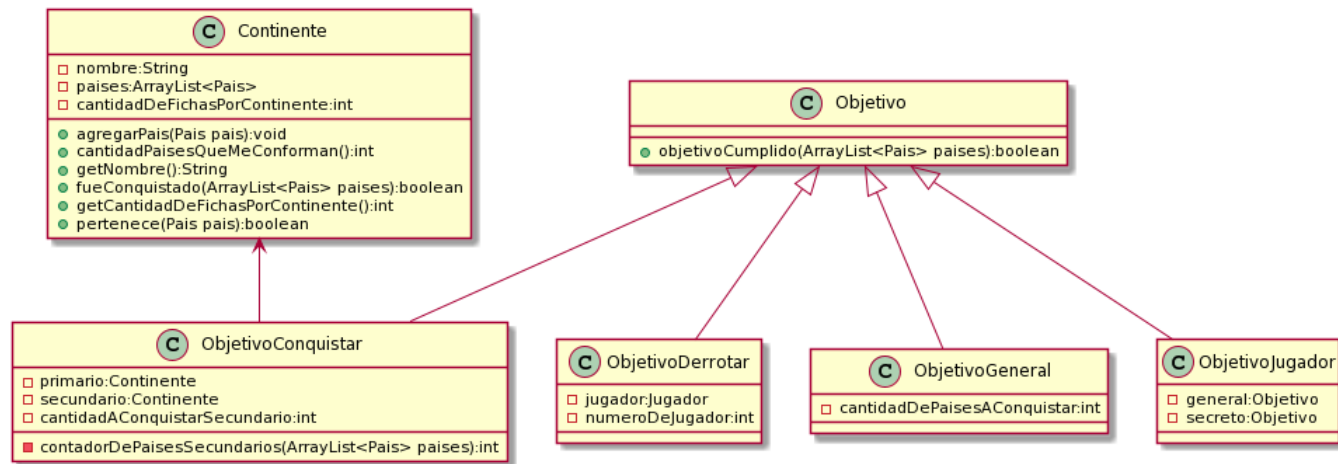 C Continente
nombre:String
paises:ArrayList<Pais>
cantidadDeFichasPorContinente:int
agregarPais(Pais pais):void
cantidadPaisesQueMeConforman():int
getNombre():String
fueConquistado(ArrayList<Pais> paises):boolean
getCantidadDeFichasPorContinente():int
pertenece(Pais pais):boolean
C Objetivo
objetivoCumplido(ArrayList<Pais> paises):boolean
C ObjetivoConquistar
primario:Continente
secundario:Continente
cantidadAConquistarSecundario:int
contadorDePaisesSecundarios(ArrayList<Pais> paises):int
C ObjetivoDerrotar
jugador:Jugador
numeroDeJugador:int
C ObjetivoGeneral
cantidadDePaisesAConquistar:int
C ObjetivoJugador
general:Objetivo
secreto:Objetivo